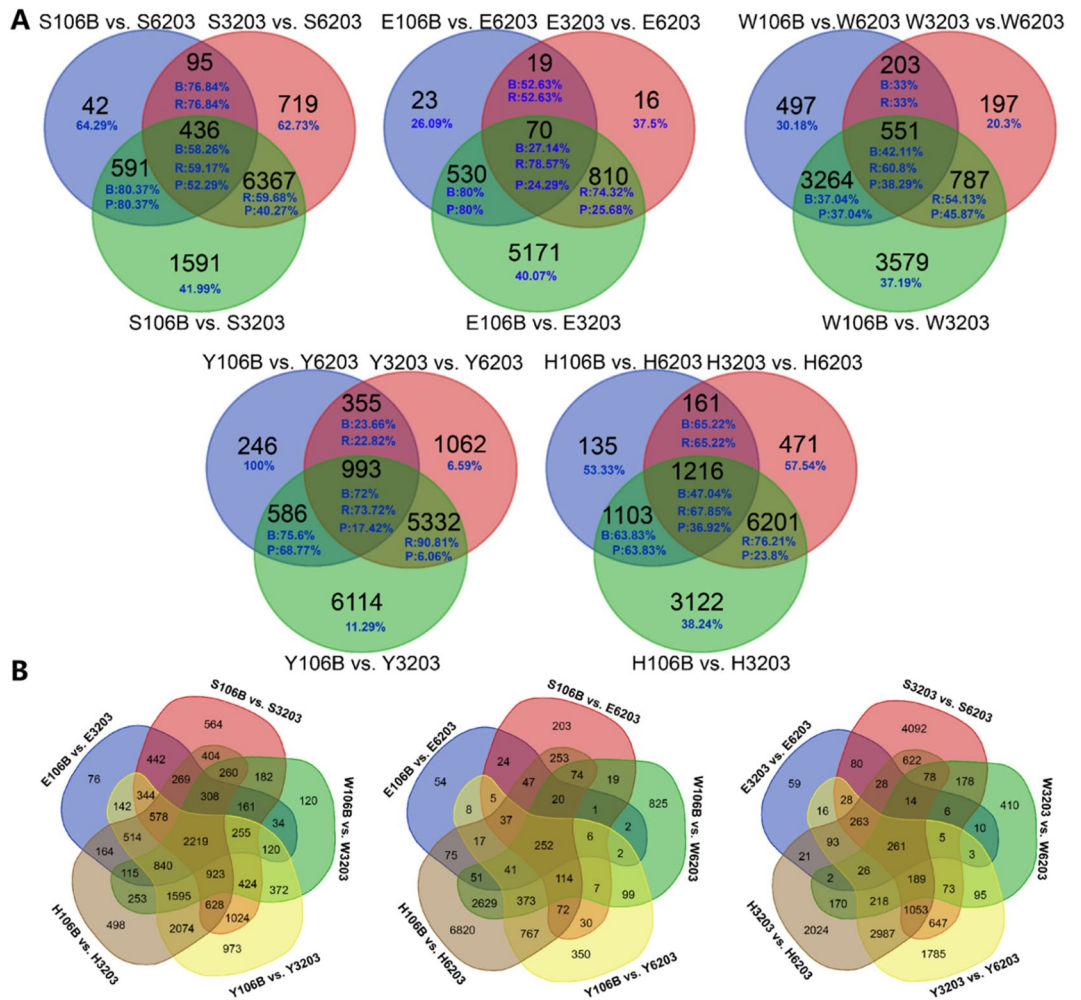 A
S106B vs. S6203 S3203 vs. S6203
E106B vs. E6203 E3203 vs. E6203
W106B vs.W6203 W3203 vs.W6203
95
B:76.84%
R:76.84%
42
64.29%
719
62.73%
436
B:58.26%
R:59.17%
P:52.29%
591
B:80.37%
P:80.37%
6367
R:59.68%
P:40.27%
1591
41.99%
S106B vs. S3203
19
B:52.63%
R:52.63%
23
26.09%
16
37.5%
70
B:27.14%
R:78.57%
P:24.29%
530
B:80%
P:80%
810
R:74.32%
P:25.68%
5171
40.07%
E106B vs. E3203
203
B:33%
R:33%
497
30.18%
197
20.3%
551
B:42.11%
R:60.8%
P:38.29%
3264
B:37.04%
P:37.04%
787
R:54.13%
P:45.87%
3579
37.19%
W106B vs. W3203
Y106B vs. Y6203 Y3203 vs. Y6203
H106B vs. H6203 H3203 vs. H6203
355
B:23.66%
R:22.82%
246
100%
1062
6.59%
993
B:72%
R:73.72%
P:17.42%
586
B:75.6%
P:68.77%
5332
R:90.81%
P:6.06%
6114
11.29%
Y106B vs. Y3203
161
B:65.22%
R:65.22%
135
53.33%
471
57.54%
1216
B:47.04%
R:67.85%
P:36.92%
1103
B:63.83%
P:63.83%
6201
R:76.21%
P:23.8%
3122
38.24%
H106B vs. H3203
B
S106B vs. S3203
E106B vs. E3203
W106B vs. W3203
H106B vs. H3203
Y106B vs. Y3203
564
442
404
76
269
260
182
120
142
344
308
161
34
578
514
255
120
164
2219
840
115
923
424
372
253
1595
628
498
1024
2074
973
S106B vs. E6203
E106B vs. E6203
W106B vs. W6203
H106B vs. H6203
Y106B vs. Y6203
203
24
253
54
47
74
19
825
8
5
20
1
2
37
17
6
2
75
252
41
51
114
7
99
2629
373
72
6820
30
767
350
S3203 vs. S6203
E3203 vs. E6203
W3203 vs. W6203
H3203 vs. H6203
Y3203 vs. Y6203
4092
80
622
59
28
78
178
410
16
28
14
6
10
263
93
5
3
21
261
26
2
189
73
95
170
218
1053
2024
647
2987
1785